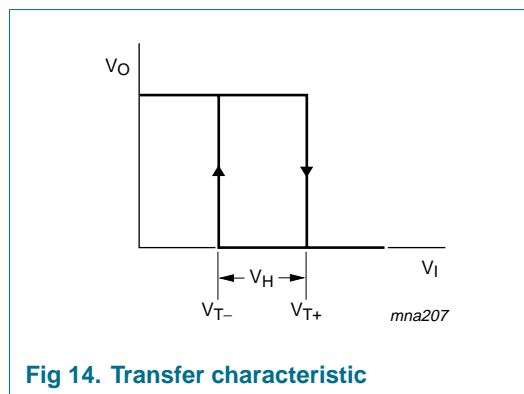 VO
VH
VI
VT−
VT+
mna207
Fig 14. Transfer characteristic